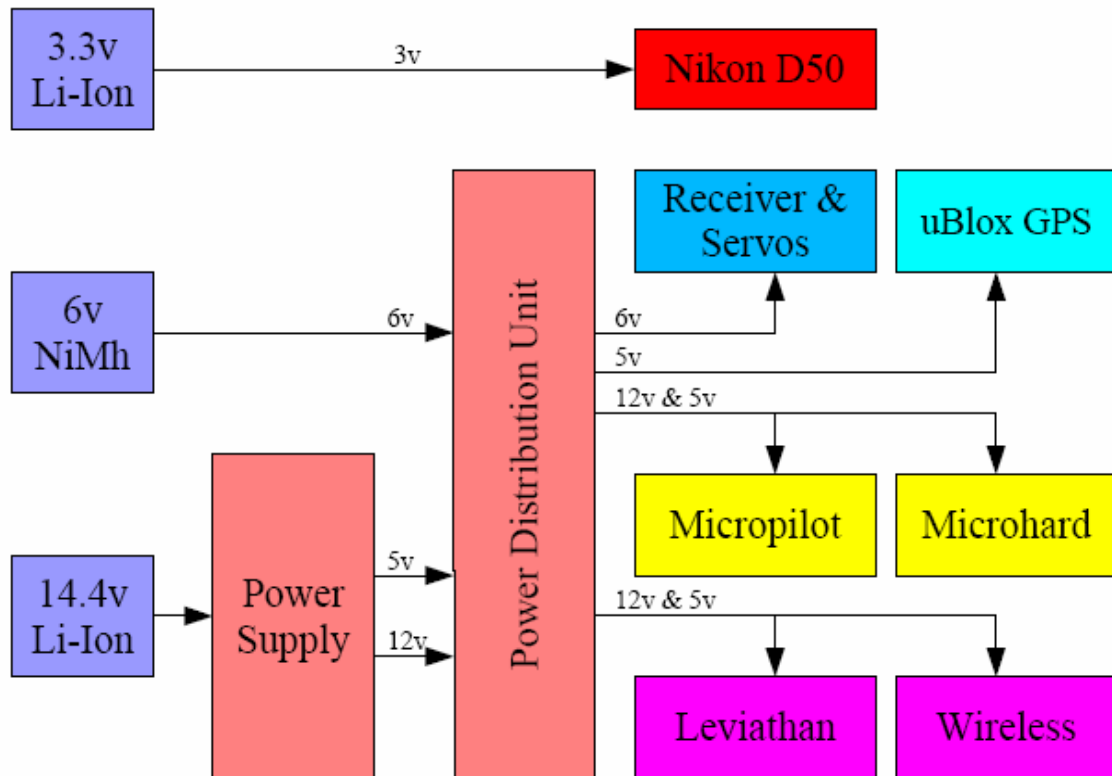 3.3v
Li-Ion
3v
Nikon D50
Receiver &
Servos
uBlox GPS
6v
NiMh
6v
Power Distribution Unit
6v
5v
12v & 5v
Micropilot
Microhard
14.4v
Li-Ion
Power
Supply
5v
12v
12v & 5v
Leviathan
Wireless